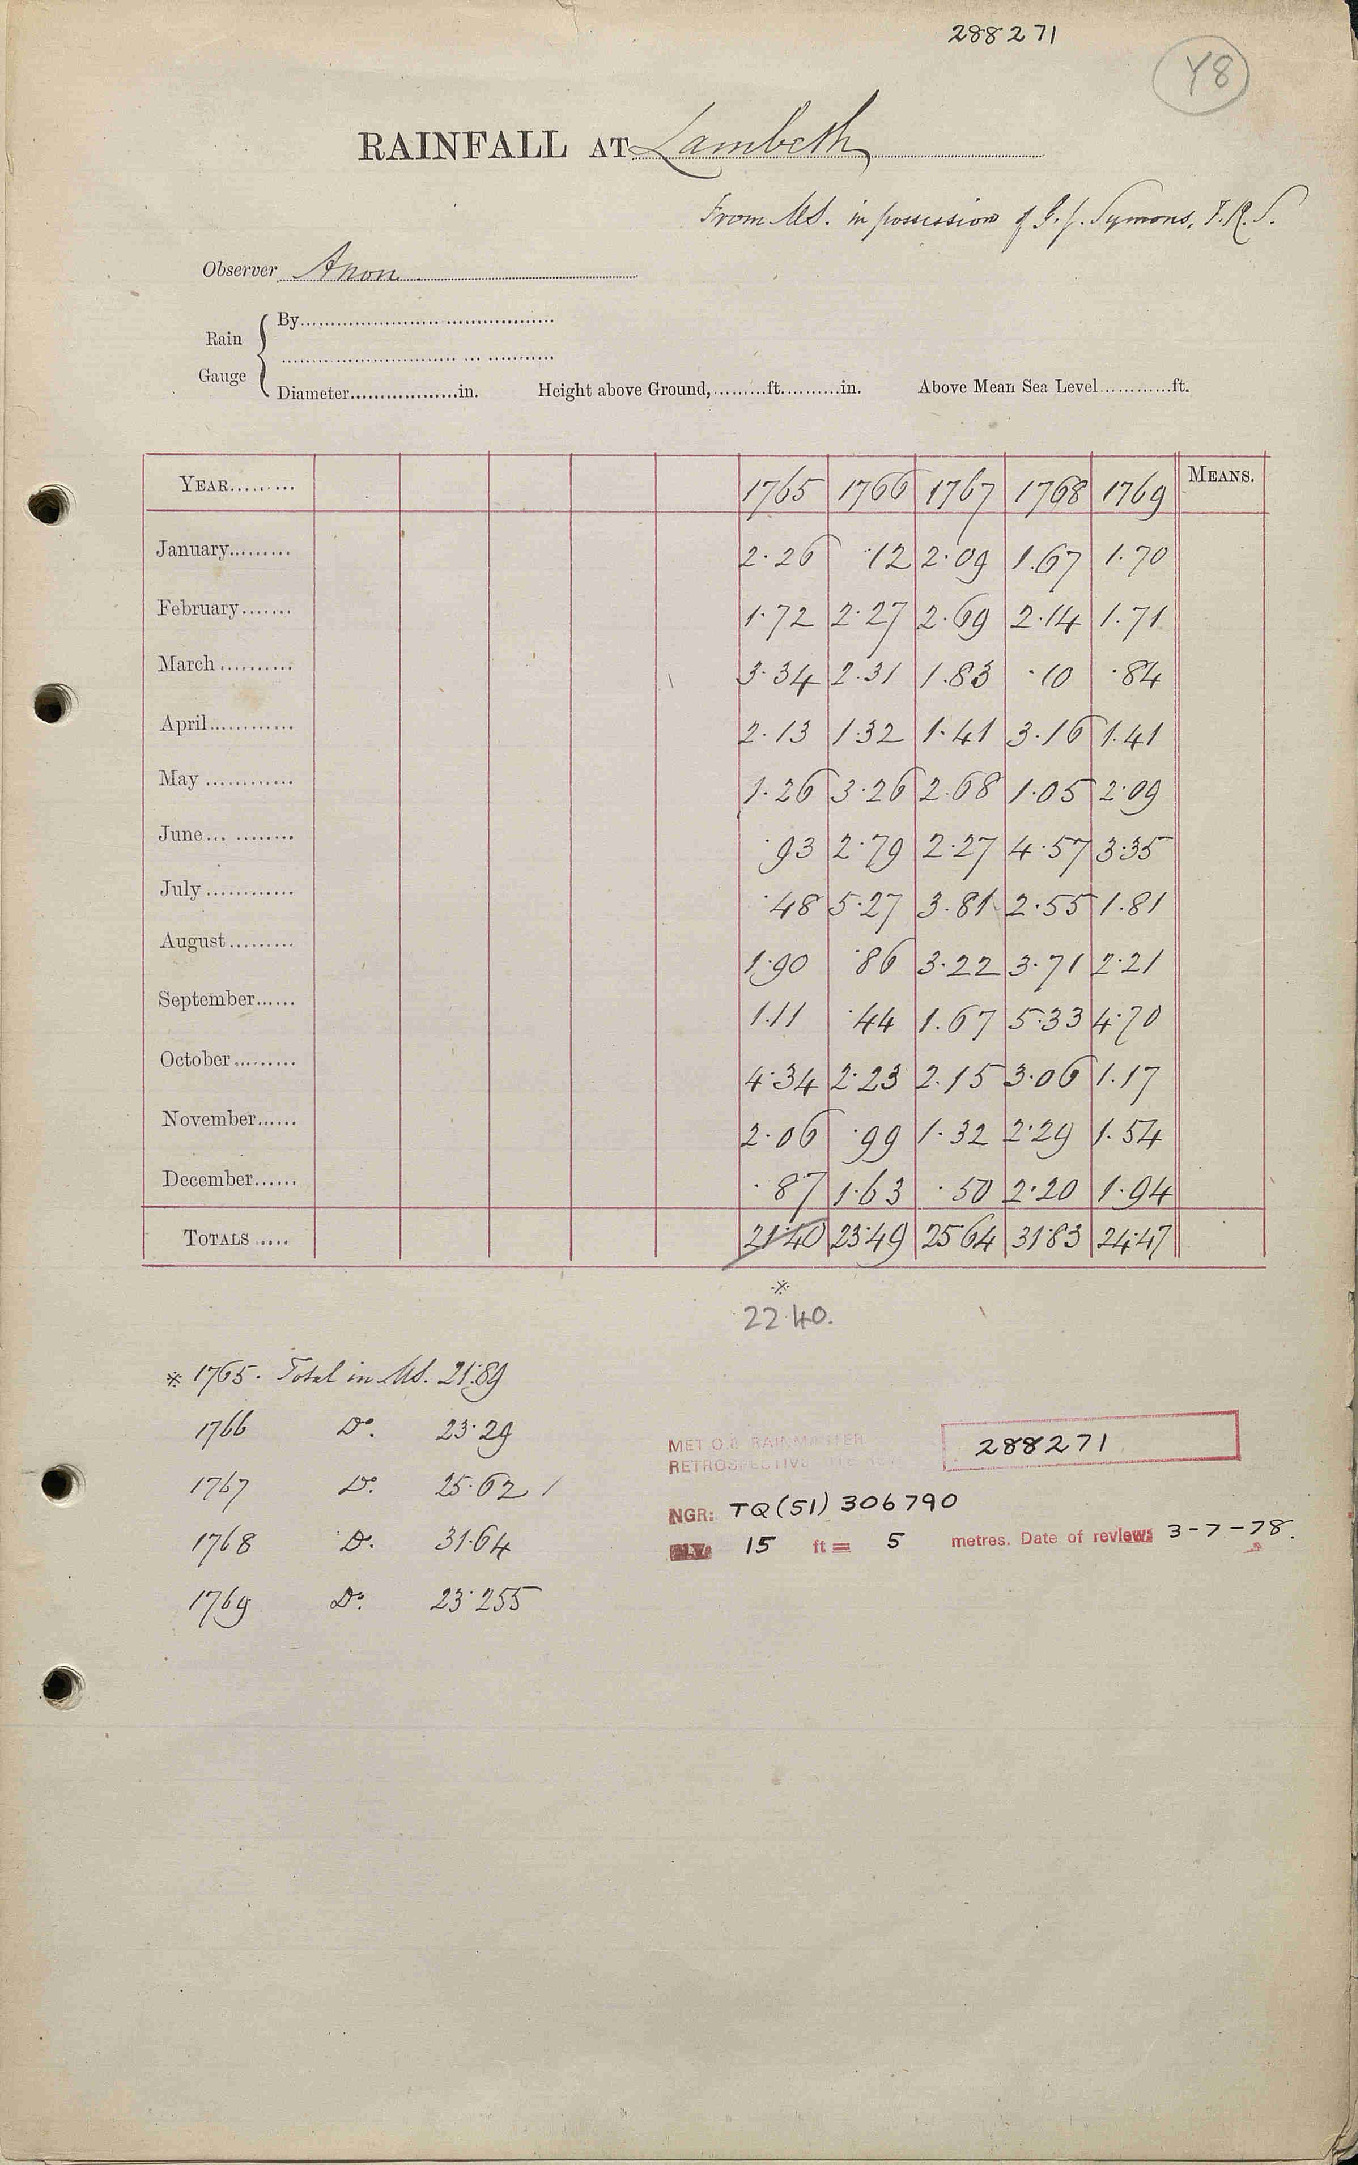 288271
Y8
RAINFALL AT Lambeth
From MS. in possession of G. J. Symons, F.R.S.
Observer Anon
Rain Gauge { By
Diameter in. Height above Ground, ft. in. Above Mean Sea Level ft.
YEAR 1765 1766 1767 1768 1769 MEANS.
January 2.26 .12 2.09 1.67 1.70
February 1.72 2.27 2.69 2.14 1.71
March 3.34 2.31 1.83 .10 .84
April 2.13 1.32 1.41 3.16 1.41
May 1.26 3.26 2.68 1.05 2.09
June .93 2.79 2.27 4.57 3.35
July .48 5.27 3.81 2.55 1.81
August 1.90 .86 3.22 3.71 2.21
September 1.11 .44 1.67 5.33 4.70
October 4.34 2.23 2.15 3.06 1.17
November 2.06 .99 1.32 2.29 1.54
December .87 1.63 .50 2.20 1.94
TOTALS 21.40 23.49 25.64 31.83 24.47
*
22.40.
* 1765. Total in MS. 21.89
1766 Do. 23.29
1767 Do. 25.62
1768 Do. 31.64
1769 Do. 23.255
MET O.8 RAINMASTER
RETROSPECTIVE
288271
NGR: TQ(51) 306790
15 ft = 5 metres. Date of review: 3-7-78.